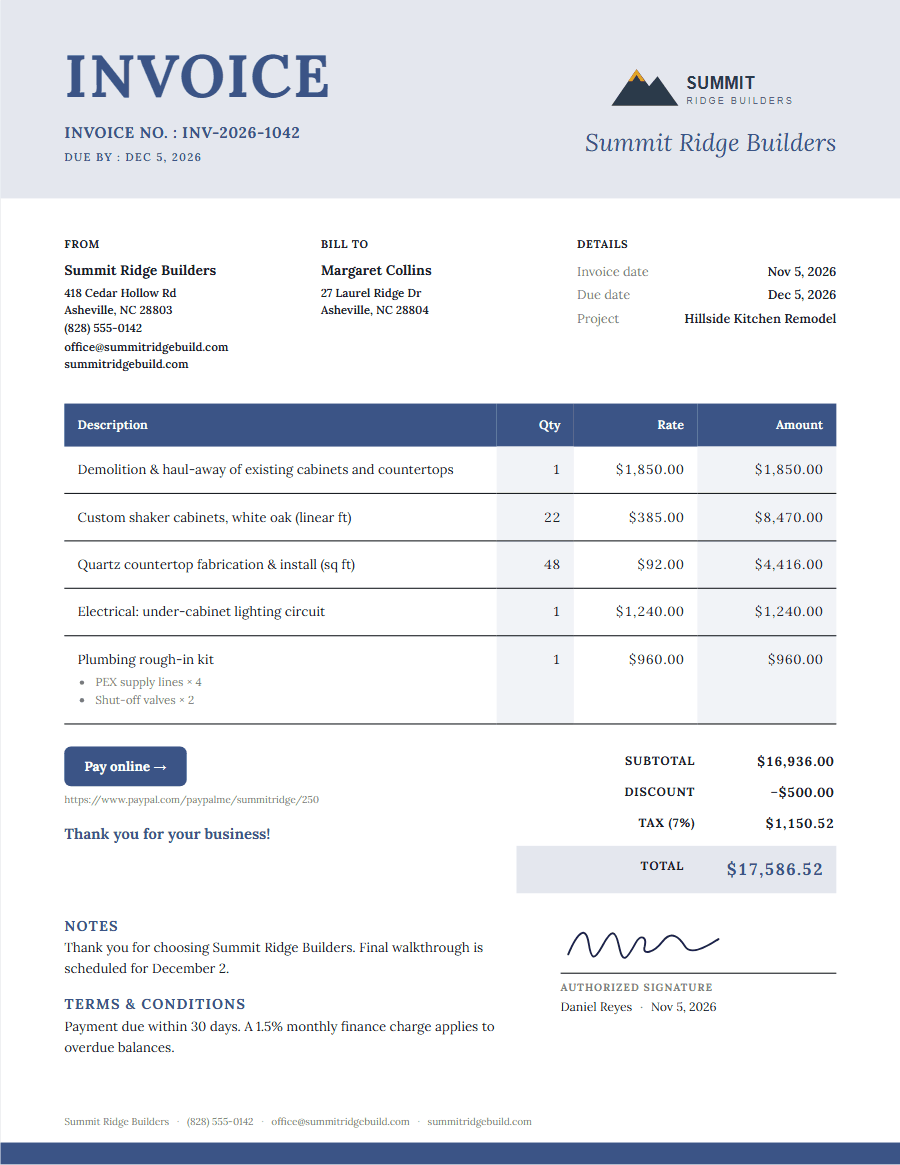 INVOICE
INVOICE NO. : INV-2026-1042
DUE BY : DEC 5, 2026
SUMMIT
RIDGE BUILDERS
Summit Ridge Builders
FROM
Summit Ridge Builders
418 Cedar Hollow Rd
Asheville, NC 28803
(828) 555-0142
office@summitridgebuild.com
summitridgebuild.com
BILL TO
Margaret Collins
27 Laurel Ridge Dr
Asheville, NC 28804
DETAILS
Invoice date Nov 5, 2026
Due date Dec 5, 2026
Project Hillside Kitchen Remodel
Description Qty Rate Amount
Demolition & haul-away of existing cabinets and countertops 1 $1,850.00 $1,850.00
Custom shaker cabinets, white oak (linear ft) 22 $385.00 $8,470.00
Quartz countertop fabrication & install (sq ft) 48 $92.00 $4,416.00
Electrical: under-cabinet lighting circuit 1 $1,240.00 $1,240.00
Plumbing rough-in kit 1 $960.00 $960.00
• PEX supply lines × 4
• Shut-off valves × 2
Pay online →
https://www.paypal.com/paypalme/summitridge/250
Thank you for your business!
SUBTOTAL $16,936.00
DISCOUNT −$500.00
TAX (7%) $1,150.52
TOTAL $17,586.52
NOTES
Thank you for choosing Summit Ridge Builders. Final walkthrough is
scheduled for December 2.
TERMS & CONDITIONS
Payment due within 30 days. A 1.5% monthly finance charge applies to
overdue balances.
AUTHORIZED SIGNATURE
Daniel Reyes · Nov 5, 2026
Summit Ridge Builders · (828) 555-0142 · office@summitridgebuild.com · summitridgebuild.com